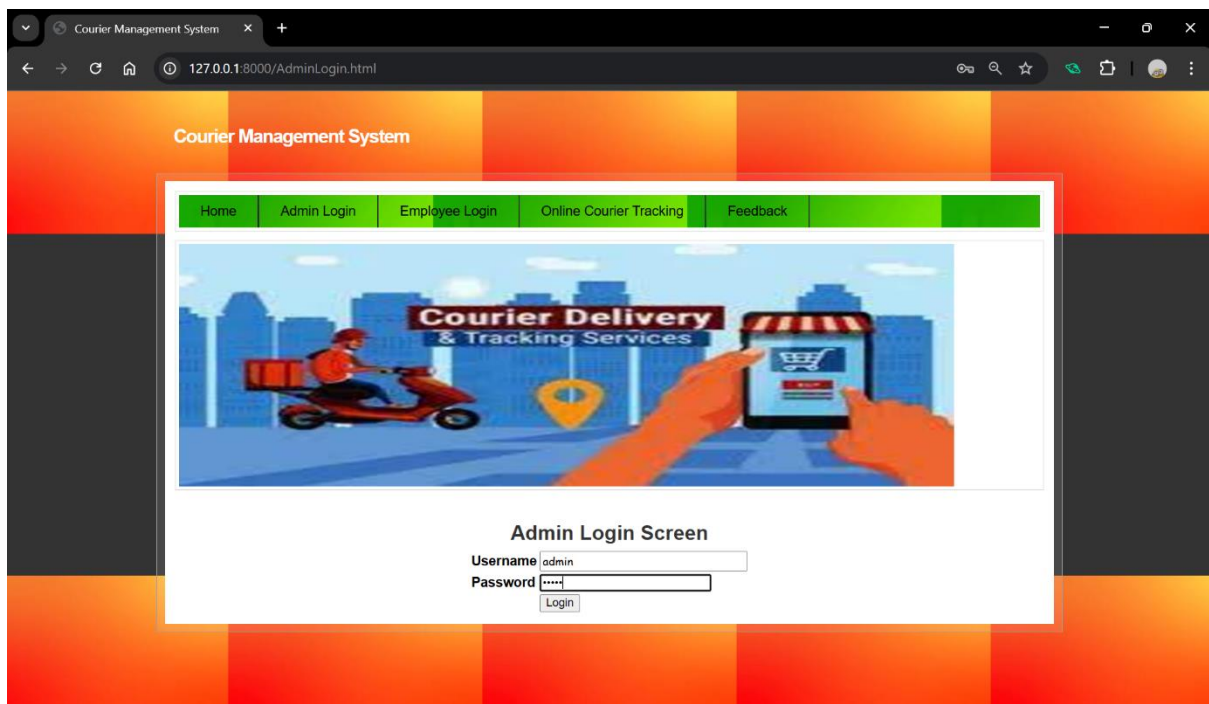 Courier Management System
127.0.0.1:8000/AdminLogin.html
Courier Management System
Home Admin Login Employee Login Online Courier Tracking Feedback
Courier Delivery
& Tracking Services
Admin Login Screen
Username admin
Password •••••
Login